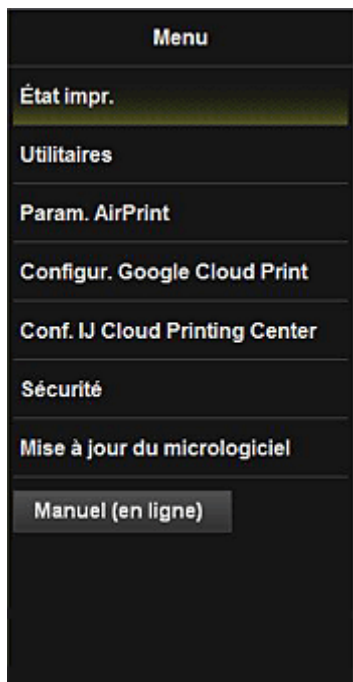 Menu
État impr.
Utilitaires
Param. AirPrint
Configur. Google Cloud Print
Conf. IJ Cloud Printing Center
Sécurité
Mise à jour du micrologiciel
Manuel (en ligne)